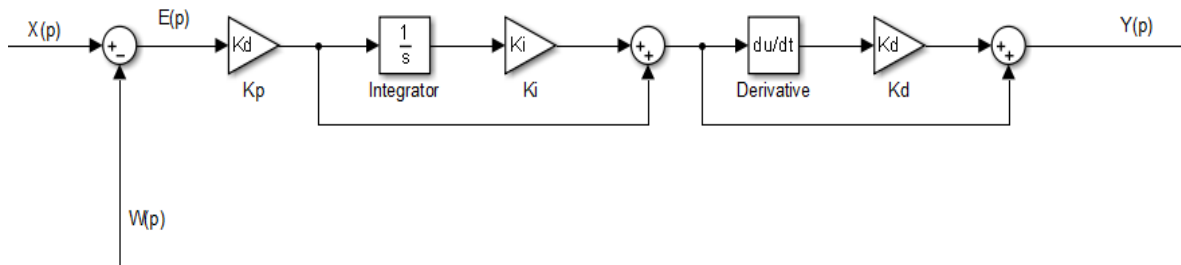 X(p)
E(p)
Y(p)
+
−
Kd
1
s
Ki
+
+
du/dt
Kd
+
+
Kp
Integrator
Ki
Derivative
Kd
W(p)